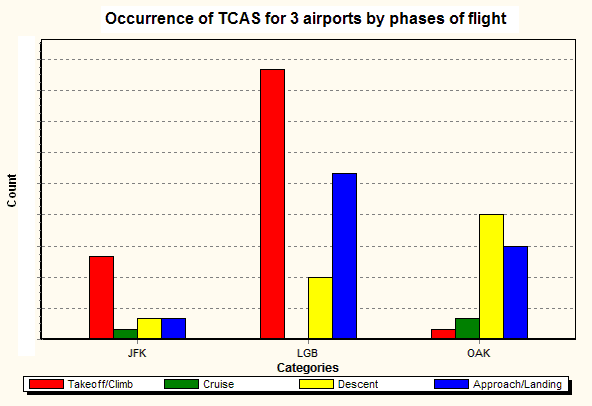 Occurrence of TCAS for 3 airports by phases of flight
Count
JFK LGB OAK
Categories
Takeoff/Climb Cruise Descent Approach/Landing